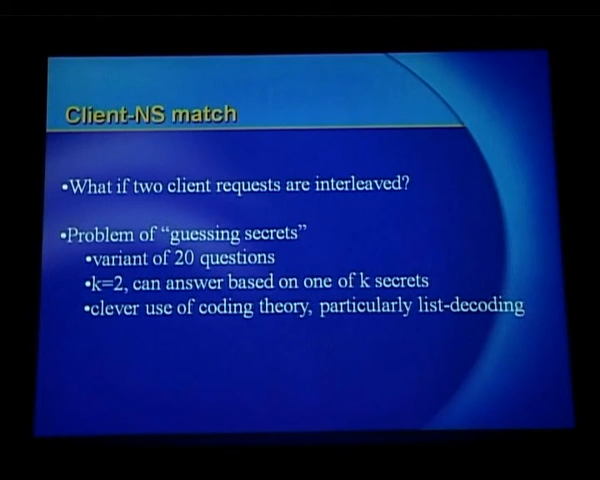 Client-NS match
•What if two client requests are interleaved?
•Problem of “guessing secrets”
•variant of 20 questions
•k=2, can answer based on one of k secrets
•clever use of coding theory, particularly list-decoding